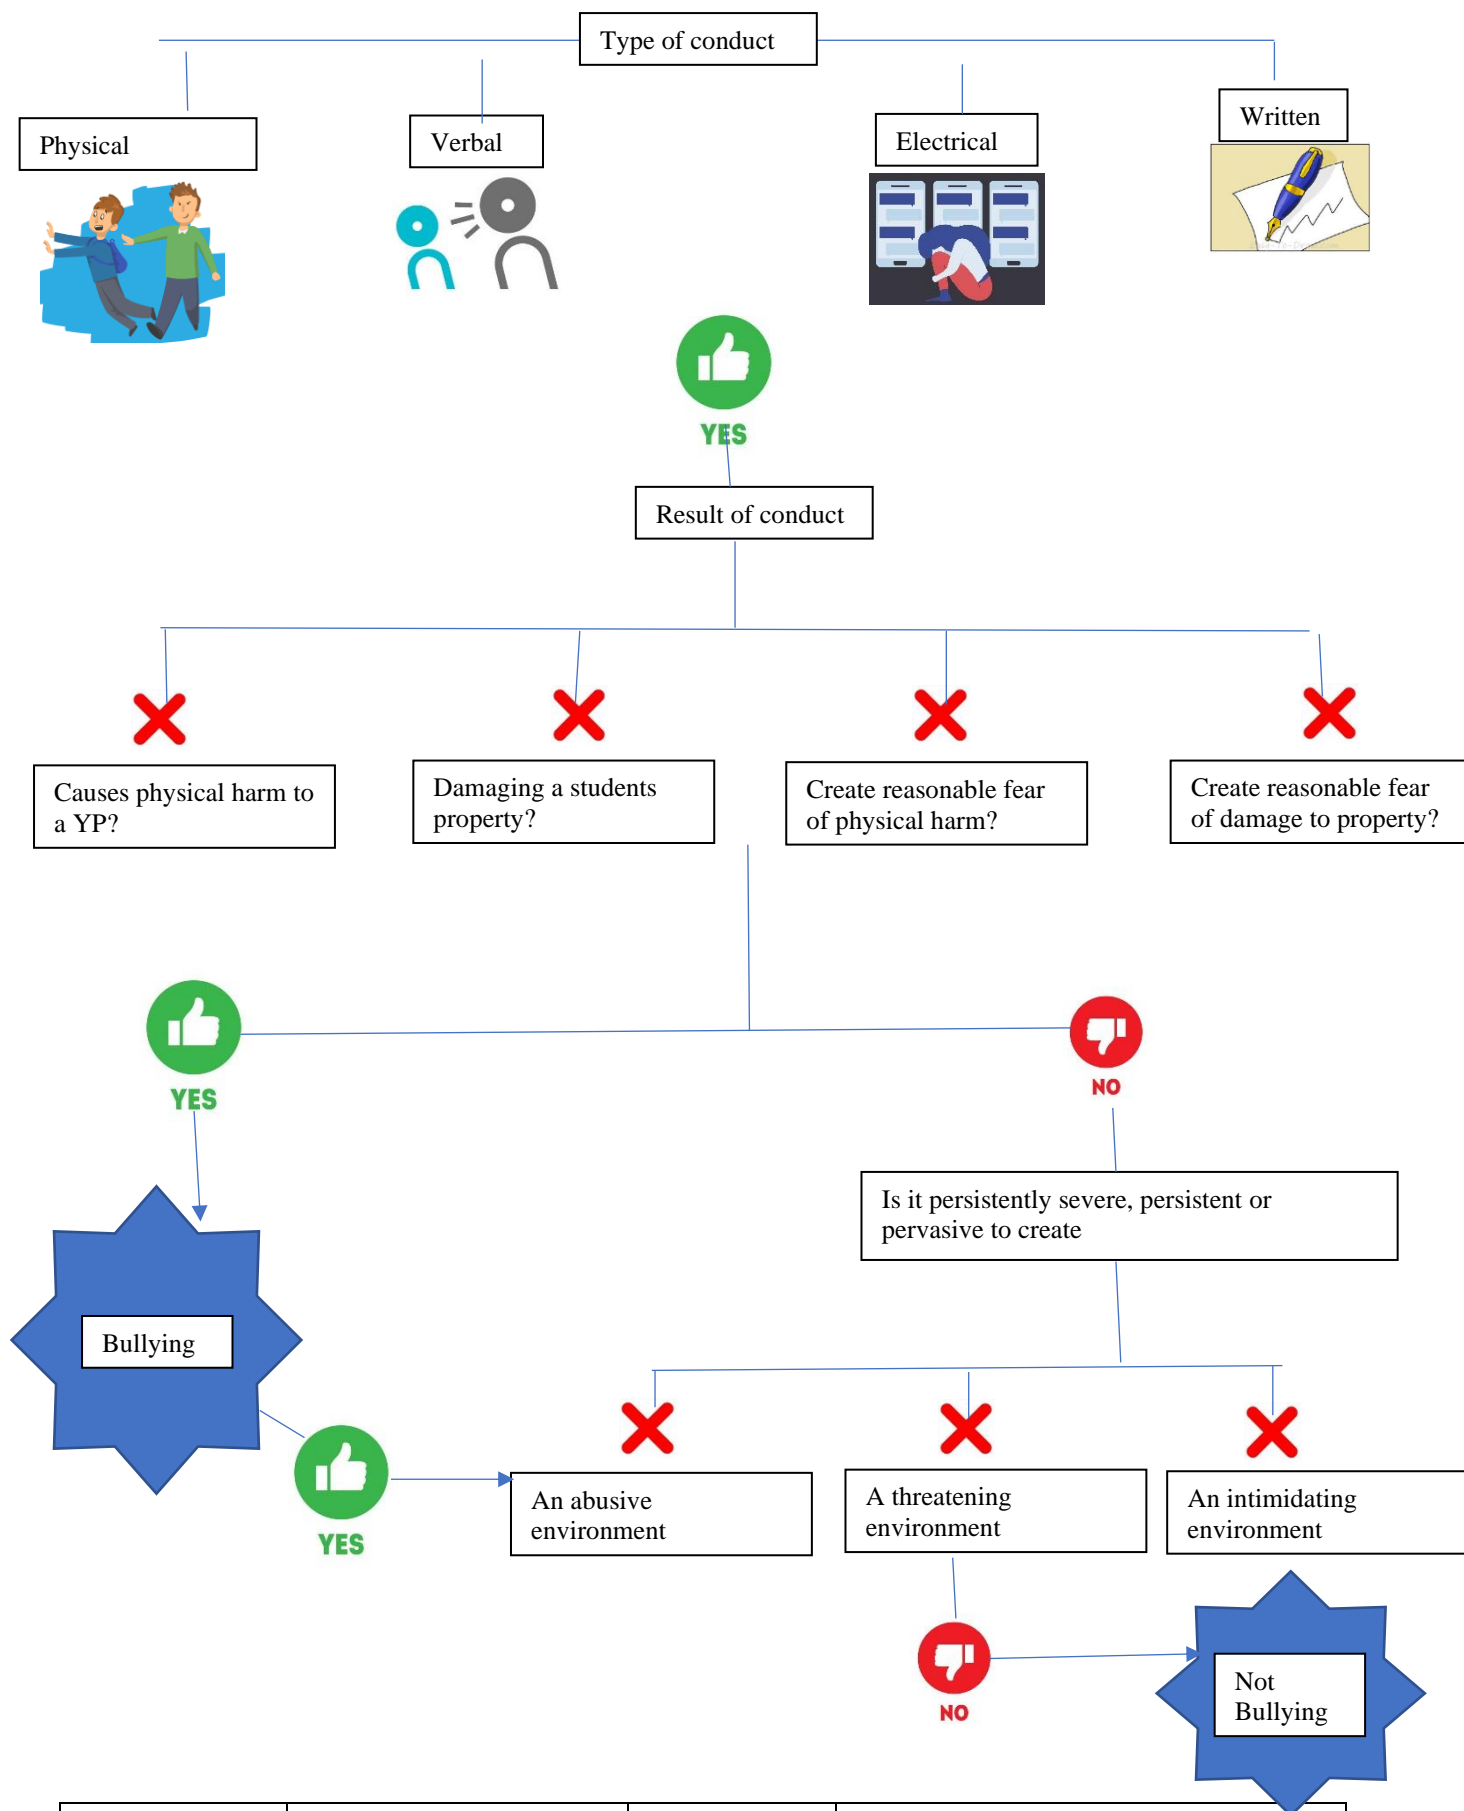 Type of conduct
Physical
Verbal
Electrical
Written
YES
Result of conduct
Causes physical harm to
a YP?
Damaging a students
property?
Create reasonable fear
of physical harm?
Create reasonable fear
of damage to property?
YES
NO
Is it persistently severe, persistent or
pervasive to create
Bullying
YES
An abusive
environment
A threatening
environment
An intimidating
environment
NO
Not
Bullying